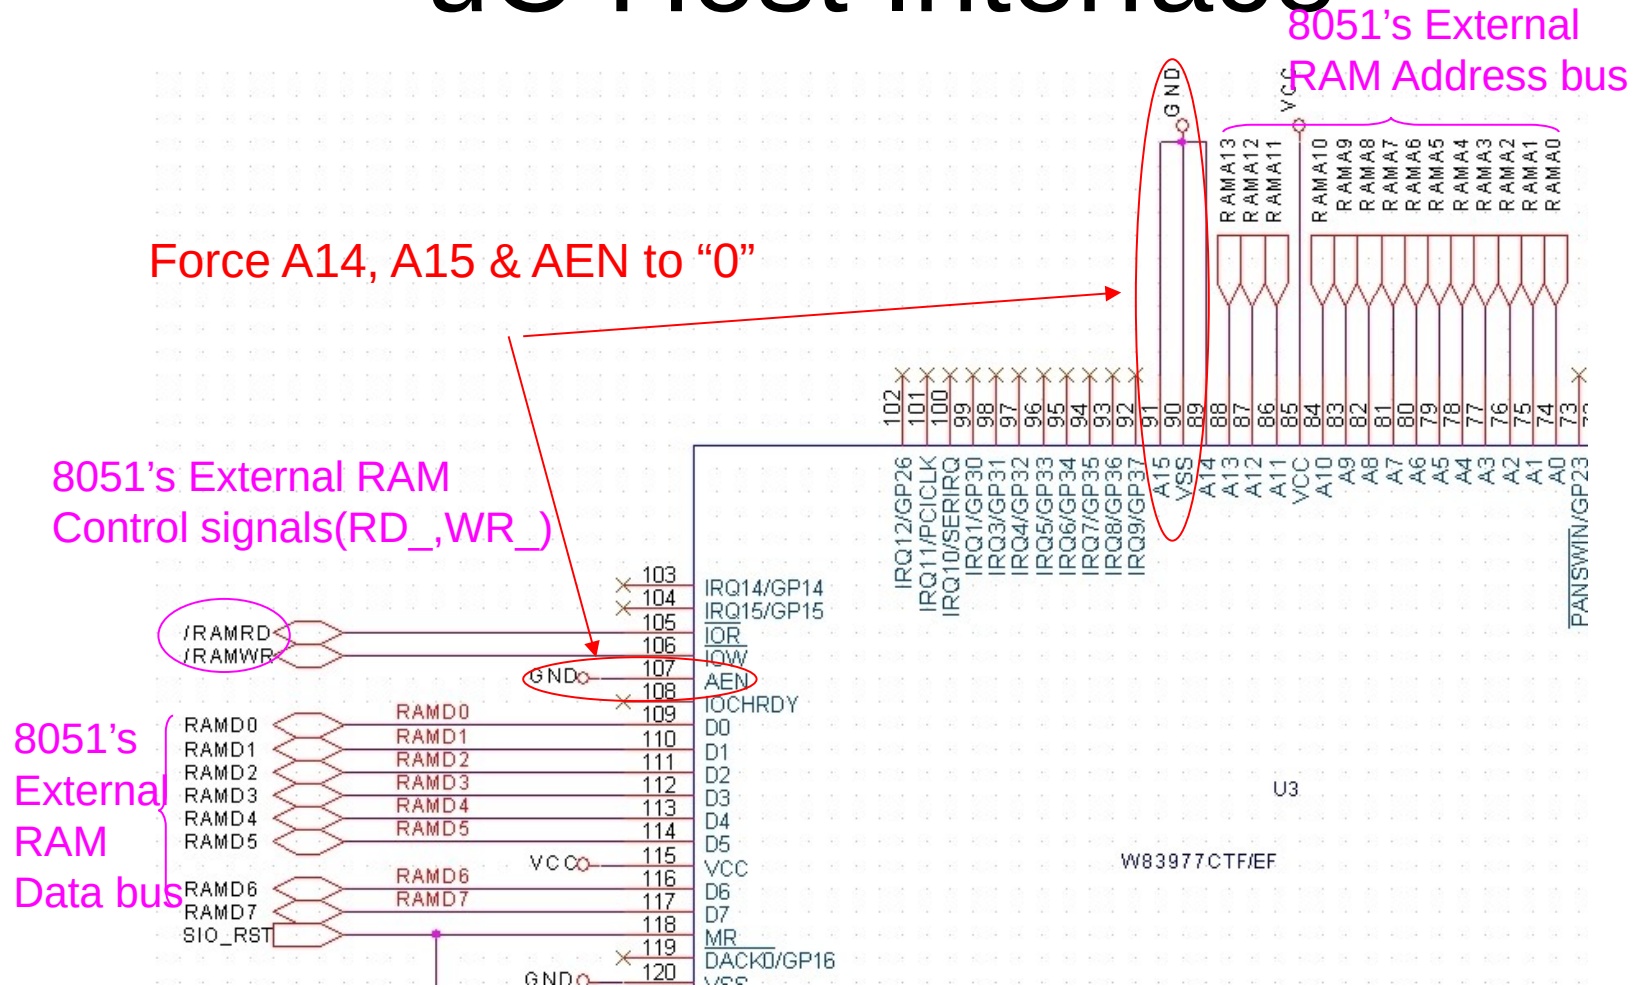 uC Host Interface
8051’s External
RAM Address bus
GND
VCC
RAMA13
RAMA12
RAMA11
RAMA10
RAMA9
RAMA8
RAMA7
RAMA6
RAMA5
RAMA4
RAMA3
RAMA2
RAMA1
RAMA0
Force A14, A15 & AEN to “0”
102
101
100
99
98
97
96
95
94
93
92
91
90
89
88
87
86
85
84
83
82
81
80
79
78
77
76
75
74
73
IRQ12/GP26
IRQ11/PCICLK
IRQ10/SERIRQ
IRQ1/GP30
IRQ3/GP31
IRQ4/GP32
IRQ5/GP33
IRQ6/GP34
IRQ7/GP35
IRQ8/GP36
IRQ9/GP37
A15
VSS
A14
A13
A12
A11
VCC
A10
A9
A8
A7
A6
A5
A4
A3
A2
A1
A0
PANSWIN/GP23
8051’s External RAM
Control signals(RD_,WR_)
103 IRQ14/GP14
104 IRQ15/GP15
/RAMRD 105 IOR
/RAMWR 106 IOW
GND 107 AEN
108 IOCHRDY
8051’s
External
RAM
Data bus
RAMD0 RAMD0 109 D0
RAMD1 RAMD1 110 D1
RAMD2 RAMD2 111 D2
RAMD3 RAMD3 112 D3
RAMD4 RAMD4 113 D4
RAMD5 RAMD5 114 D5
VCC 115 VCC
RAMD6 RAMD6 116 D6
RAMD7 RAMD7 117 D7
SIO_RST 118 MR
119 DACK0/GP16
GND 120 VSS
U3
W83977CTF/EF